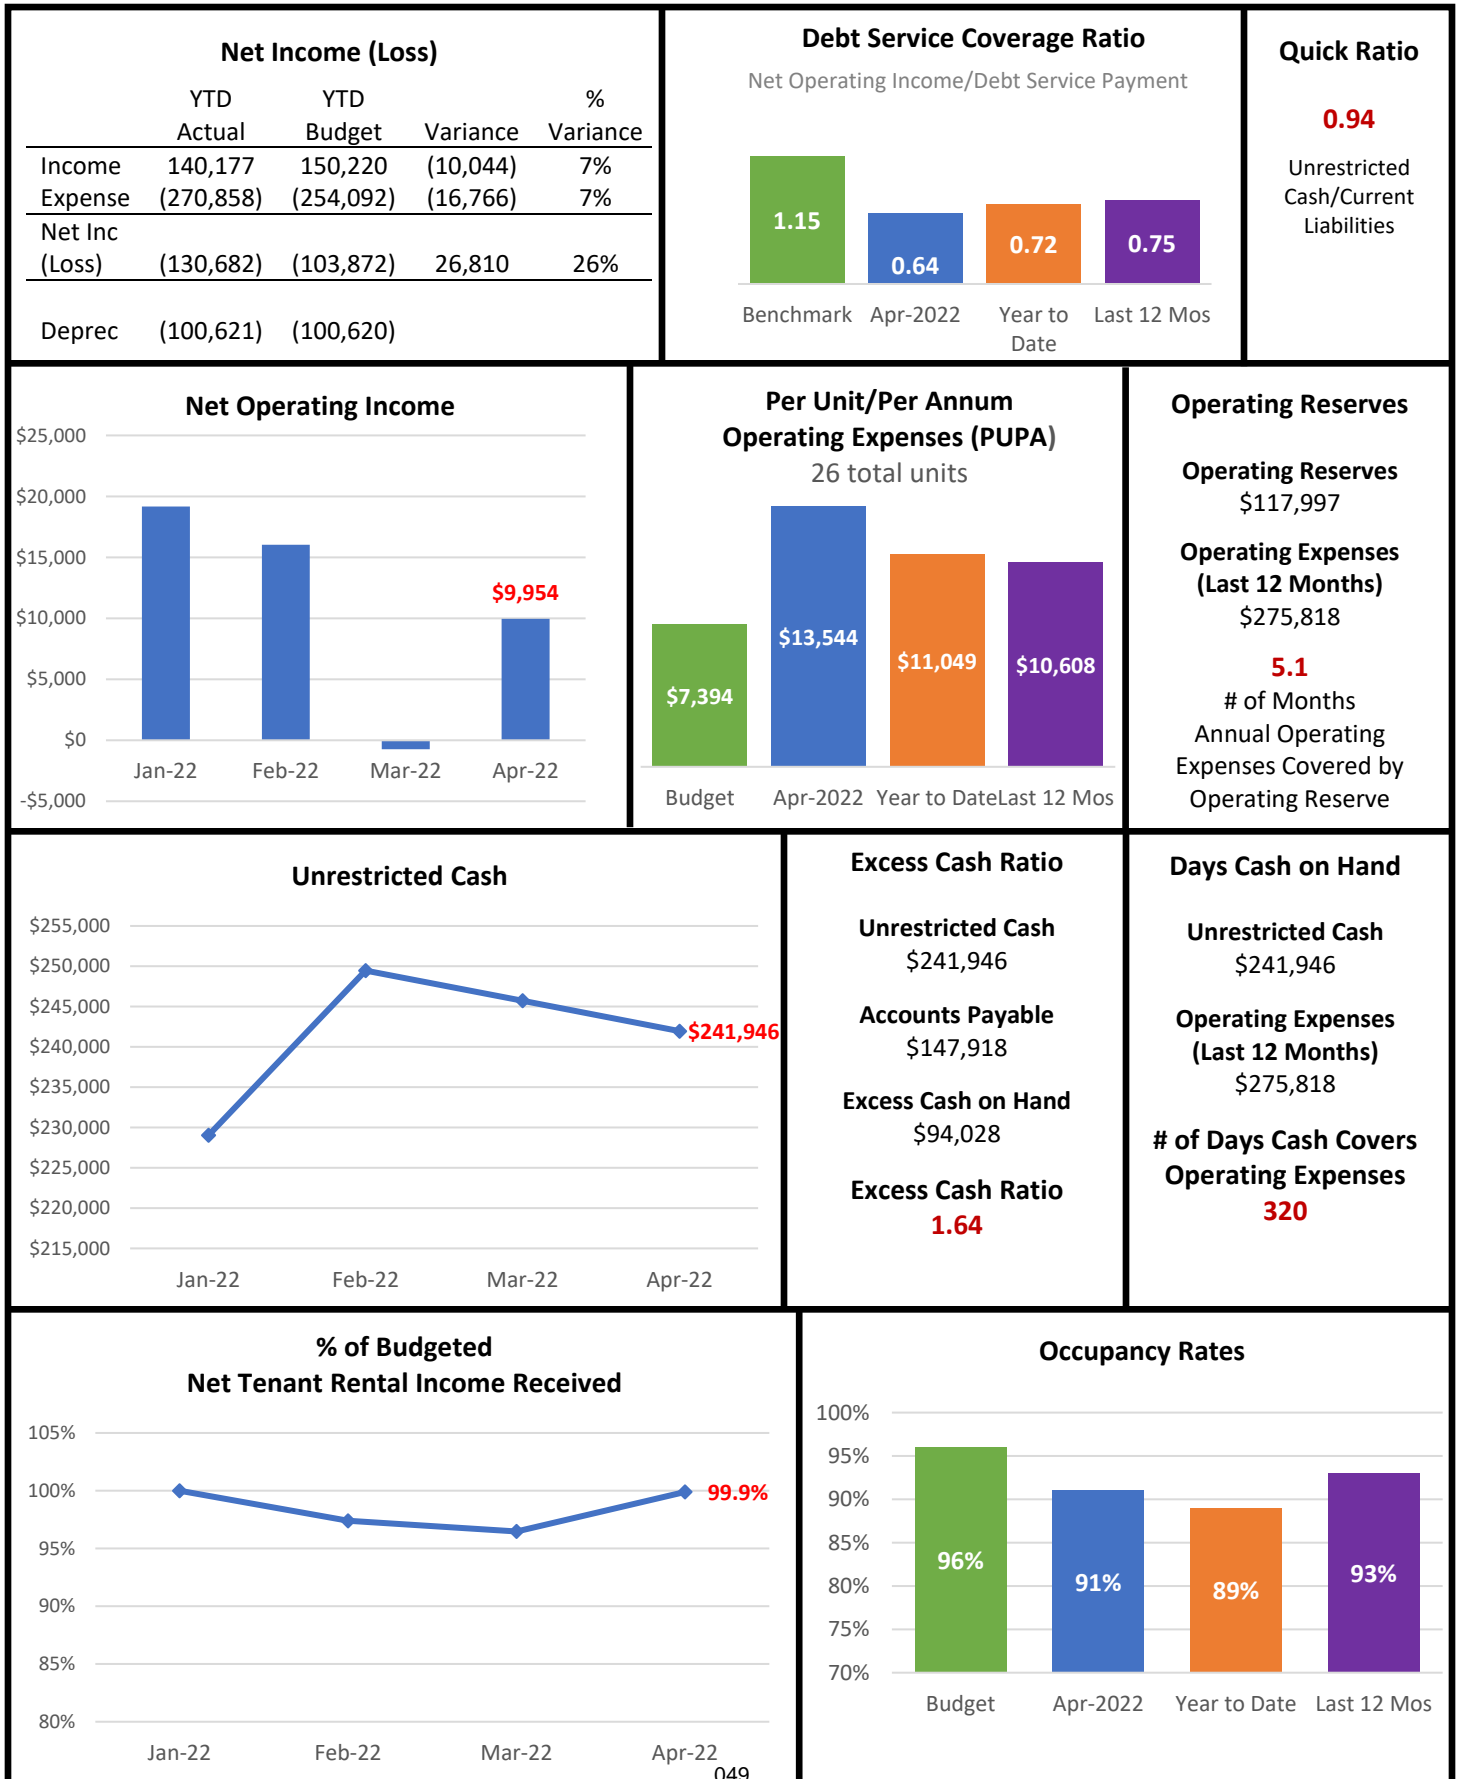 Net Income (Loss)
YTD YTD %
Actual Budget Variance Variance
Income 140,177 150,220 (10,044) 7%
Expense (270,858) (254,092) (16,766) 7%
Net Inc
(Loss) (130,682) (103,872) 26,810 26%
Deprec (100,621) (100,620)
Debt Service Coverage Ratio
Net Operating Income/Debt Service Payment
1.15
0.64
0.72
0.75
Benchmark Apr-2022 Year to Last 12 Mos
Date
Quick Ratio
0.94
Unrestricted
Cash/Current
Liabilities
Net Operating Income
$25,000
$20,000
$15,000
$10,000
$5,000
$0
-$5,000
$9,954
Jan-22 Feb-22 Mar-22 Apr-22
Per Unit/Per Annum
Operating Expenses (PUPA)
26 total units
$7,394
$13,544
$11,049
$10,608
Budget Apr-2022 Year to Date Last 12 Mos
Operating Reserves
Operating Reserves
$117,997
Operating Expenses
(Last 12 Months)
$275,818
5.1
# of Months
Annual Operating
Expenses Covered by
Operating Reserve
Unrestricted Cash
$255,000
$250,000
$245,000
$240,000
$235,000
$230,000
$225,000
$220,000
$215,000
$241,946
Jan-22 Feb-22 Mar-22 Apr-22
Excess Cash Ratio
Unrestricted Cash
$241,946
Accounts Payable
$147,918
Excess Cash on Hand
$94,028
Excess Cash Ratio
1.64
Days Cash on Hand
Unrestricted Cash
$241,946
Operating Expenses
(Last 12 Months)
$275,818
# of Days Cash Covers
Operating Expenses
320
% of Budgeted
Net Tenant Rental Income Received
105%
100%
95%
90%
85%
80%
99.9%
Jan-22 Feb-22 Mar-22 Apr-22
Occupancy Rates
100%
95%
90%
85%
80%
75%
70%
96%
91%
89%
93%
Budget Apr-2022 Year to Date Last 12 Mos
049